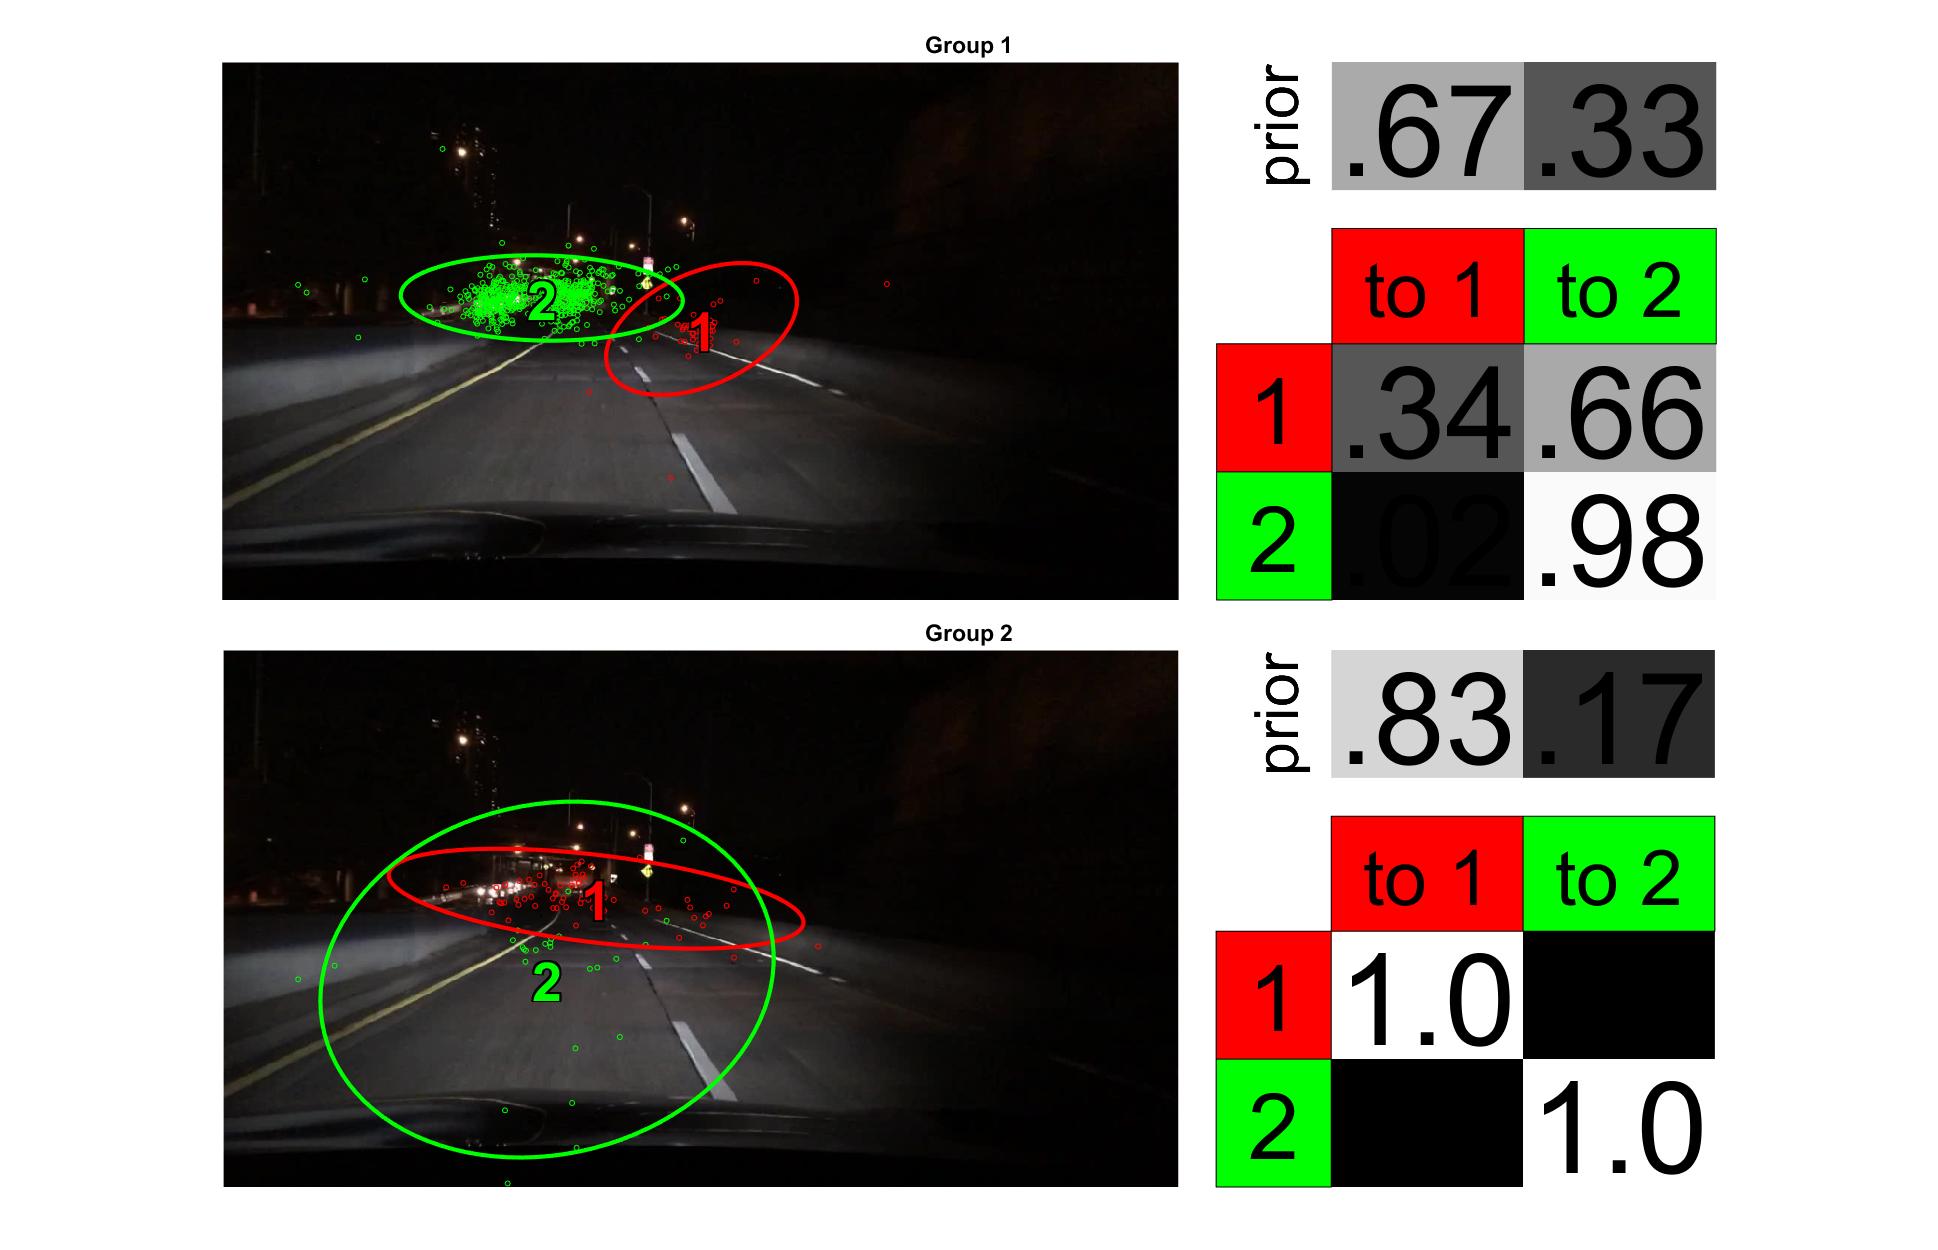 Group 1
2
1
prior
.67 .33
to 1 to 2
1 .34 .66
2 .02 .98
Group 2
1
2
prior
.83 .17
to 1 to 2
1 1.0
2 1.0